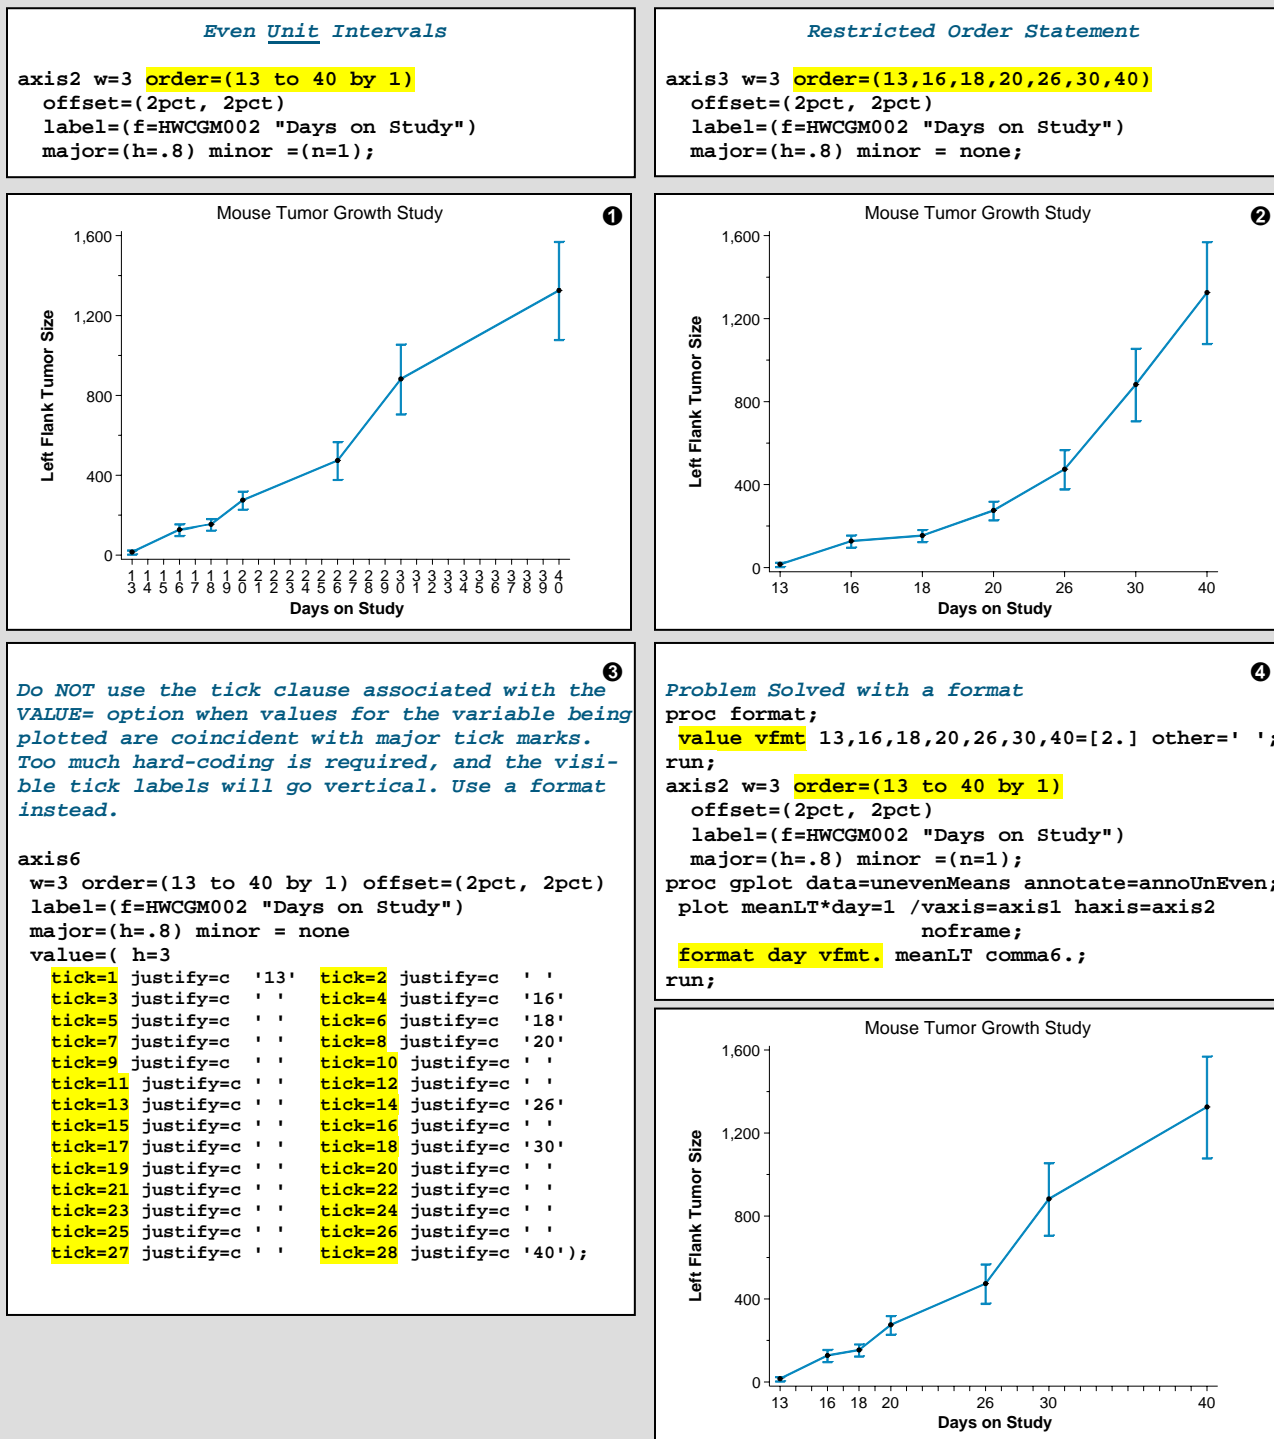 Even Unit Intervals
axis2 w=3 order=(13 to 40 by 1)
offset=(2pct, 2pct)
label=(f=HWCGM002 "Days on Study")
major=(h=.8) minor =(n=1);
Restricted Order Statement
axis3 w=3 order=(13,16,18,20,26,30,40)
offset=(2pct, 2pct)
label=(f=HWCGM002 "Days on Study")
major=(h=.8) minor = none;
Mouse Tumor Growth Study
❶
1,600
1,200
800
400
0
Left Flank Tumor Size
13 14 15 16 17 18 19 20 21 22 23 24 25 26 27 28 29 30 31 32 33 34 35 36 37 38 39 40
Days on Study
Mouse Tumor Growth Study
❷
1,600
1,200
800
400
0
Left Flank Tumor Size
13 16 18 20 26 30 40
Days on Study
❸
Do NOT use the tick clause associated with the
VALUE= option when values for the variable being
plotted are coincident with major tick marks.
Too much hard-coding is required, and the visi-
ble tick labels will go vertical. Use a format
instead.
axis6
w=3 order=(13 to 40 by 1) offset=(2pct, 2pct)
label=(f=HWCGM002 "Days on Study")
major=(h=.8) minor = none
value=( h=3
tick=1 justify=c '13' tick=2 justify=c ' '
tick=3 justify=c ' ' tick=4 justify=c '16'
tick=5 justify=c ' ' tick=6 justify=c '18'
tick=7 justify=c ' ' tick=8 justify=c '20'
tick=9 justify=c ' ' tick=10 justify=c ' '
tick=11 justify=c ' ' tick=12 justify=c ' '
tick=13 justify=c ' ' tick=14 justify=c '26'
tick=15 justify=c ' ' tick=16 justify=c ' '
tick=17 justify=c ' ' tick=18 justify=c '30'
tick=19 justify=c ' ' tick=20 justify=c ' '
tick=21 justify=c ' ' tick=22 justify=c ' '
tick=23 justify=c ' ' tick=24 justify=c ' '
tick=25 justify=c ' ' tick=26 justify=c ' '
tick=27 justify=c ' ' tick=28 justify=c '40');
❹
Problem Solved with a format
proc format;
value vfmt 13,16,18,20,26,30,40=[2.] other=' ';
run;
axis2 w=3 order=(13 to 40 by 1)
offset=(2pct, 2pct)
label=(f=HWCGM002 "Days on Study")
major=(h=.8) minor =(n=1);
proc gplot data=unevenMeans annotate=annoUnEven;
plot meanLT*day=1 /vaxis=axis1 haxis=axis2
noframe;
format day vfmt. meanLT comma6.;
run;
Mouse Tumor Growth Study
1,600
1,200
800
400
0
Left Flank Tumor Size
13 16 18 20 26 30 40
Days on Study